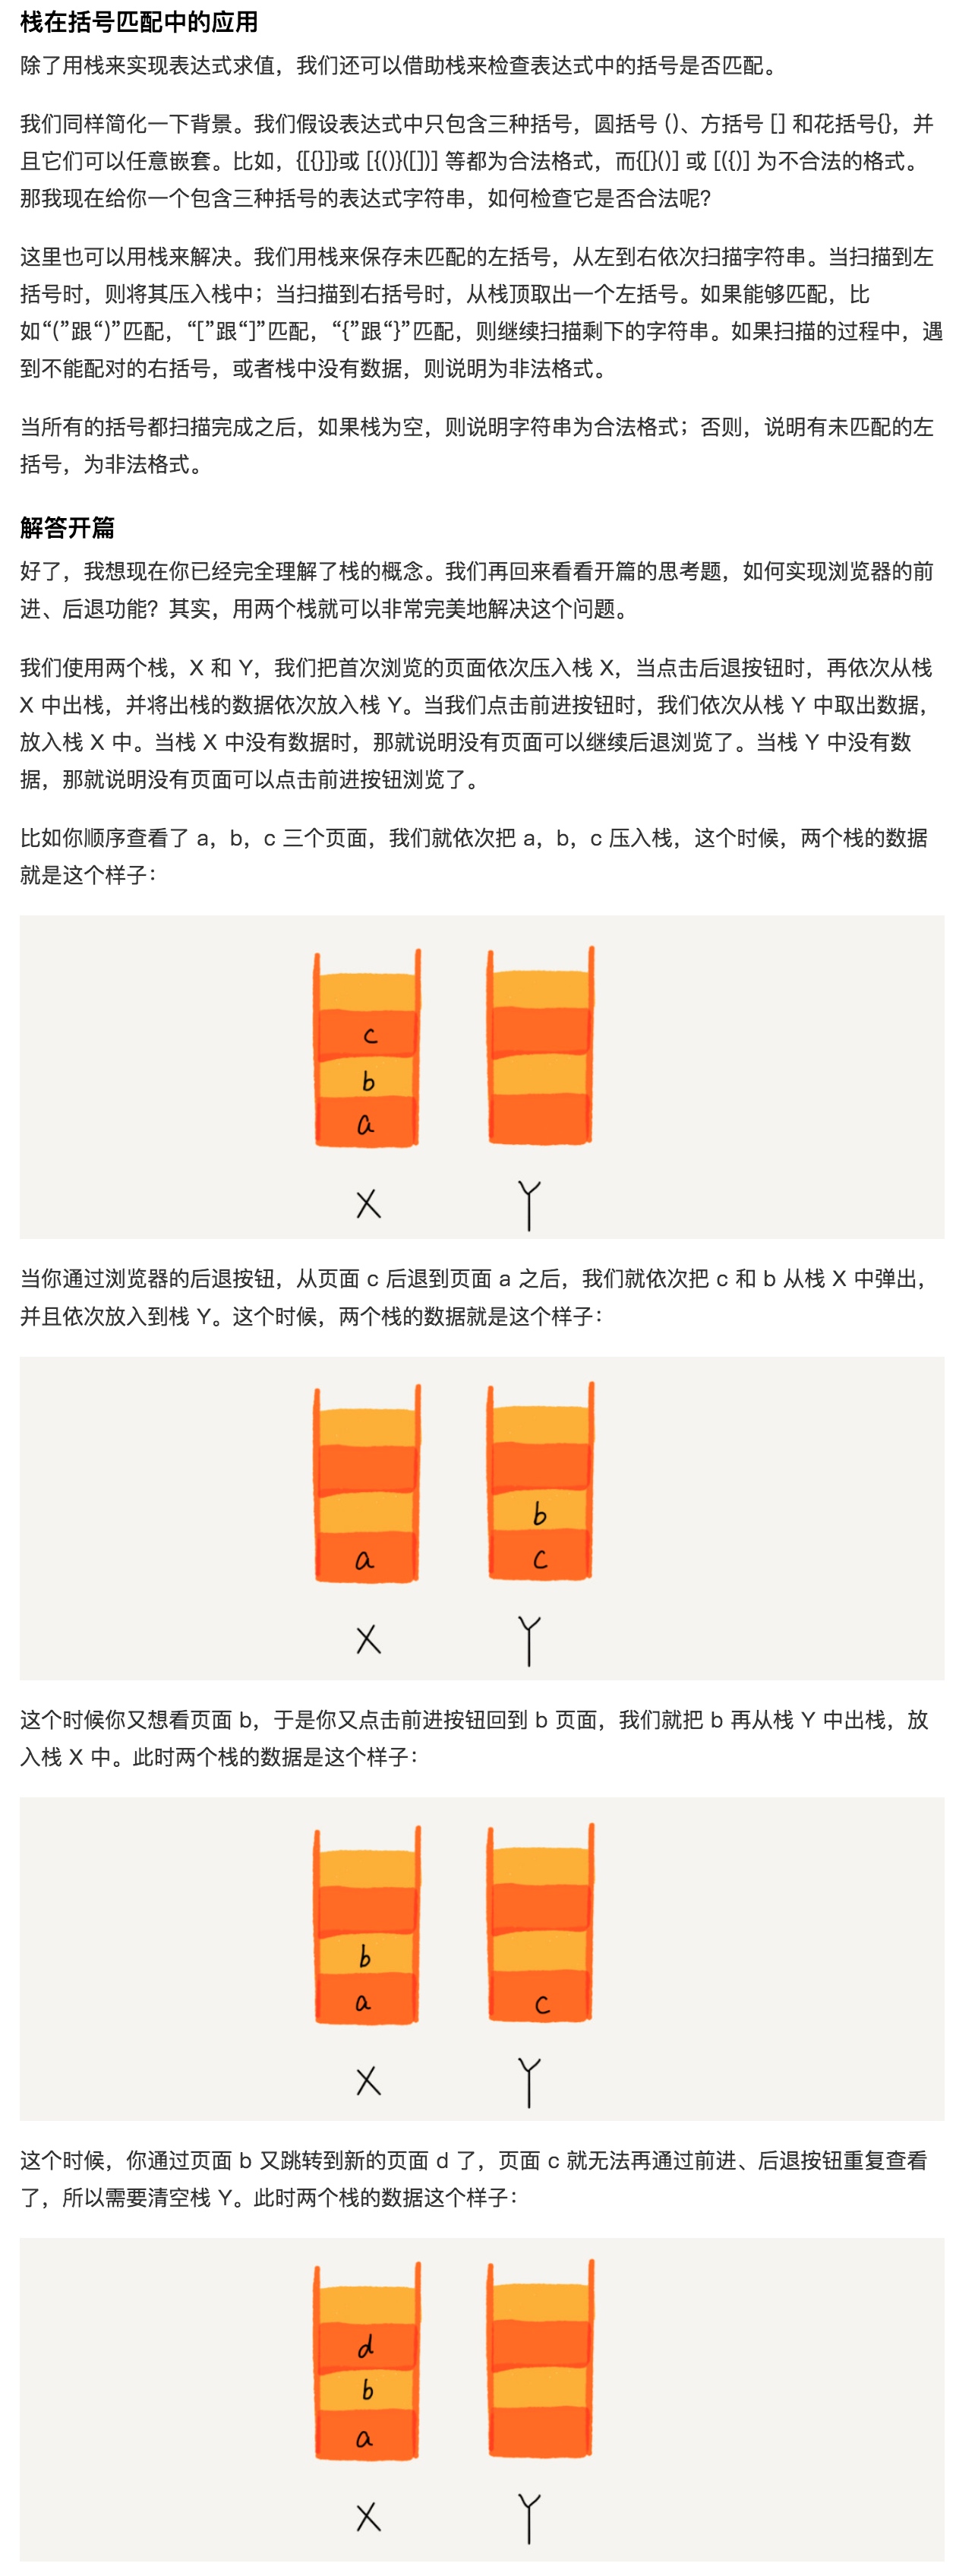 栈在括号匹配中的应用
除了用栈来实现表达式求值，我们还可以借助栈来检查表达式中的括号是否匹配。
我们同样简化一下背景。我们假设表达式中只包含三种括号，圆括号 ()、方括号 [] 和花括号{}，并
且它们可以任意嵌套。比如，{[{}]}或 [{()}([])] 等都为合法格式，而{[}()] 或 [({)] 为不合法的格式。
那我现在给你一个包含三种括号的表达式字符串，如何检查它是否合法呢？
这里也可以用栈来解决。我们用栈来保存未匹配的左括号，从左到右依次扫描字符串。当扫描到左
括号时，则将其压入栈中；当扫描到右括号时，从栈顶取出一个左括号。如果能够匹配，比
如“(”跟“)”匹配，“[”跟“]”匹配，“{”跟“}”匹配，则继续扫描剩下的字符串。如果扫描的过程中，遇
到不能配对的右括号，或者栈中没有数据，则说明为非法格式。
当所有的括号都扫描完成之后，如果栈为空，则说明字符串为合法格式；否则，说明有未匹配的左
括号，为非法格式。
解答开篇
好了，我想现在你已经完全理解了栈的概念。我们再回来看看开篇的思考题，如何实现浏览器的前
进、后退功能？其实，用两个栈就可以非常完美地解决这个问题。
我们使用两个栈，X 和 Y，我们把首次浏览的页面依次压入栈 X，当点击后退按钮时，再依次从栈
X 中出栈，并将出栈的数据依次放入栈 Y。当我们点击前进按钮时，我们依次从栈 Y 中取出数据，
放入栈 X 中。当栈 X 中没有数据时，那就说明没有页面可以继续后退浏览了。当栈 Y 中没有数
据，那就说明没有页面可以点击前进按钮浏览了。
比如你顺序查看了 a，b，c 三个页面，我们就依次把 a，b，c 压入栈，这个时候，两个栈的数据
就是这个样子：
c
b
a
X Y
当你通过浏览器的后退按钮，从页面 c 后退到页面 a 之后，我们就依次把 c 和 b 从栈 X 中弹出，
并且依次放入到栈 Y。这个时候，两个栈的数据就是这个样子：
b
a c
X Y
这个时候你又想看页面 b，于是你又点击前进按钮回到 b 页面，我们就把 b 再从栈 Y 中出栈，放
入栈 X 中。此时两个栈的数据是这个样子：
b
a c
X Y
这个时候，你通过页面 b 又跳转到新的页面 d 了，页面 c 就无法再通过前进、后退按钮重复查看
了，所以需要清空栈 Y。此时两个栈的数据这个样子：
d
b
a
X Y